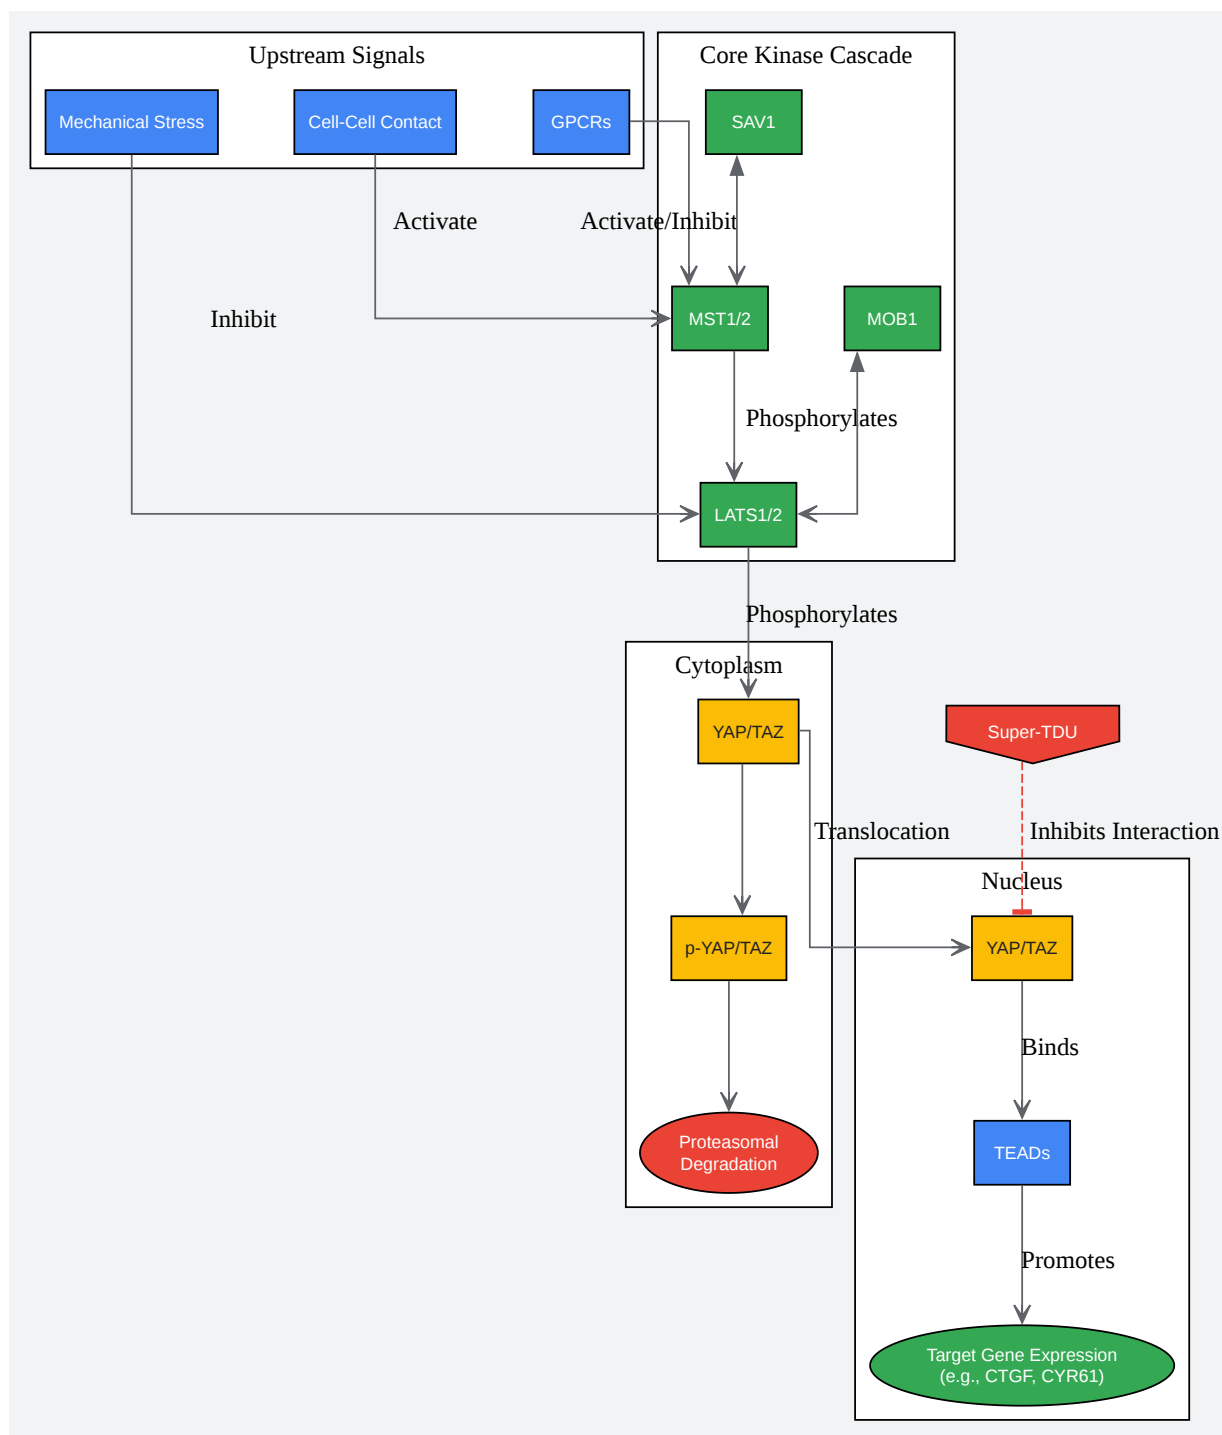 Upstream Signals
Core Kinase Cascade
Mechanical Stress
Cell-Cell Contact
GPCRs
SAV1
Activate
Activate/Inhibit
Inhibit
MST1/2
MOB1
Phosphorylates
LATS1/2
Phosphorylates
Cytoplasm
YAP/TAZ
Super-TDU
Translocation
Inhibits Interaction
Nucleus
p-YAP/TAZ
YAP/TAZ
Binds
Proteasomal
Degradation
TEADs
Promotes
Target Gene Expression
(e.g., CTGF, CYR61)